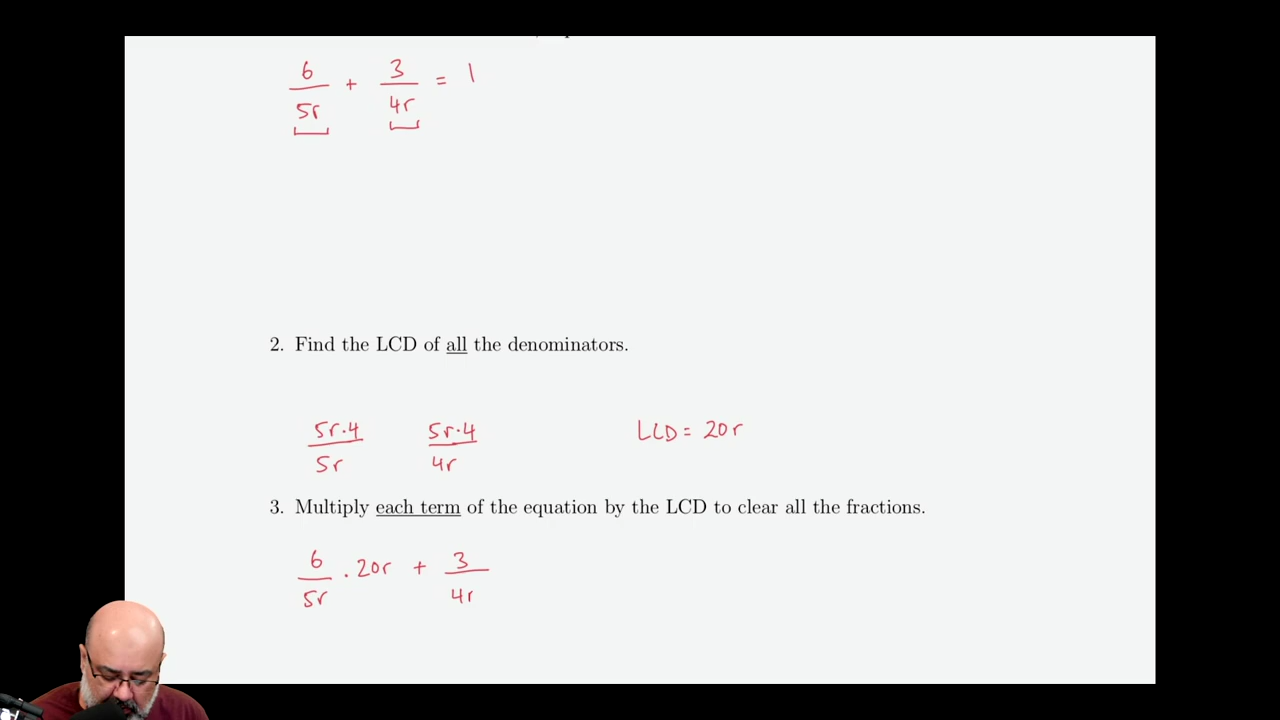 6/5r + 3/4r = 1
2. Find the LCD of all the denominators.
5r·4/5r 5r·4/4r LCD = 20r
3. Multiply each term of the equation by the LCD to clear all the fractions.
6/5r · 20r + 3/4r